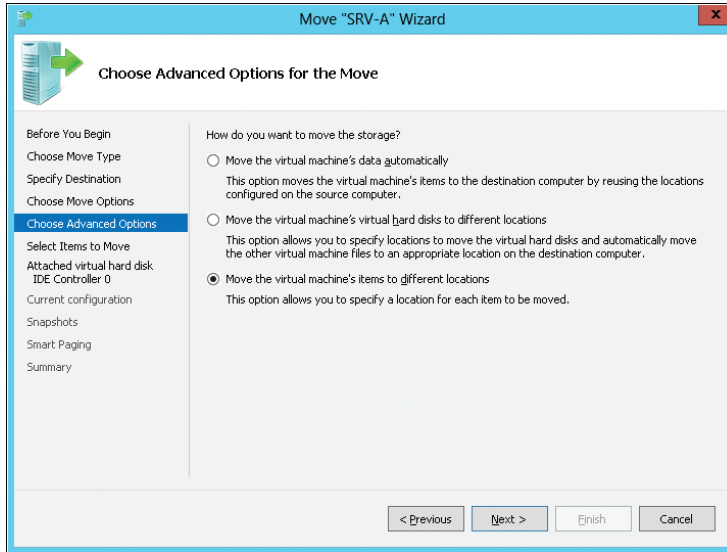 Move "SRV-A" Wizard
x
Choose Advanced Options for the Move
Before You Begin
Choose Move Type
Specify Destination
Choose Move Options
Choose Advanced Options
Select Items to Move
Attached virtual hard disk
IDE Controller 0
Current configuration
Snapshots
Smart Paging
Summary
How do you want to move the storage?
Move the virtual machine's data automatically
This option moves the virtual machine's items to the destination computer by reusing the locations
configured on the source computer.
Move the virtual machine's virtual hard disks to different locations
This option allows you to specify locations to move the virtual hard disks and automatically move
the other virtual machine files to an appropriate location on the destination computer.
Move the virtual machine's items to different locations
This option allows you to specify a location for each item to be moved.
< Previous
Next >
Finish
Cancel